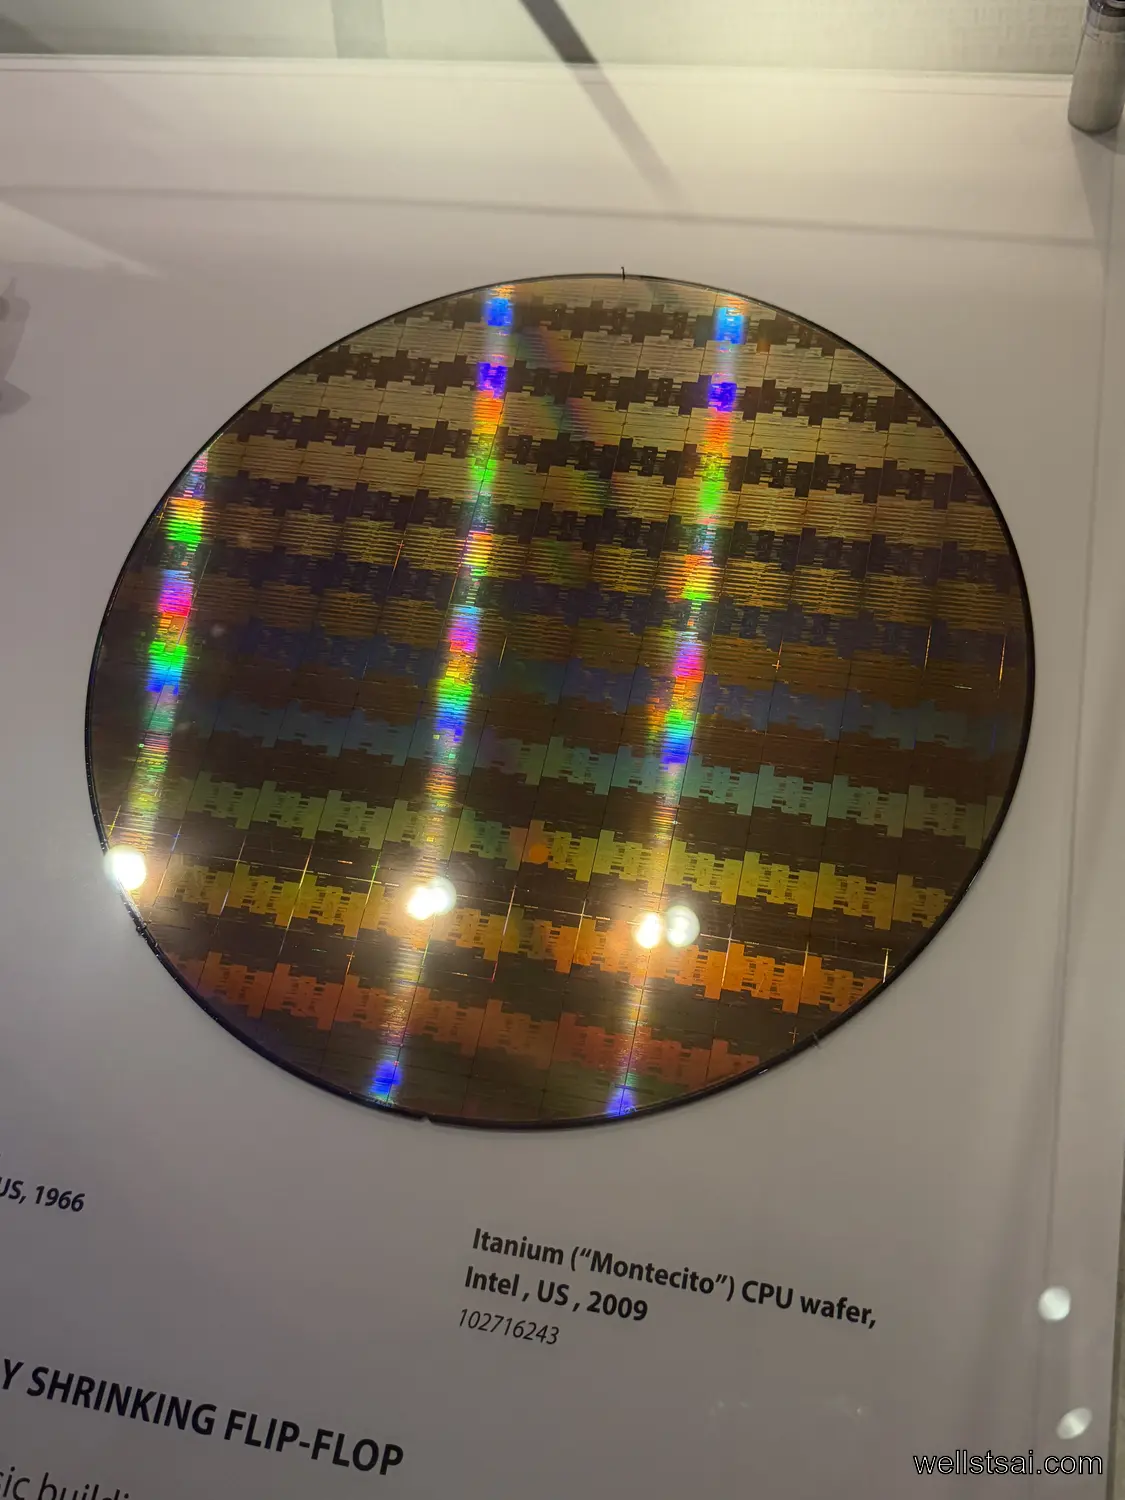 US, 1966
Itanium (“Montecito”) CPU wafer,
Intel , US , 2009
102716243
Y SHRINKING FLIP-FLOP
wellstsai.com